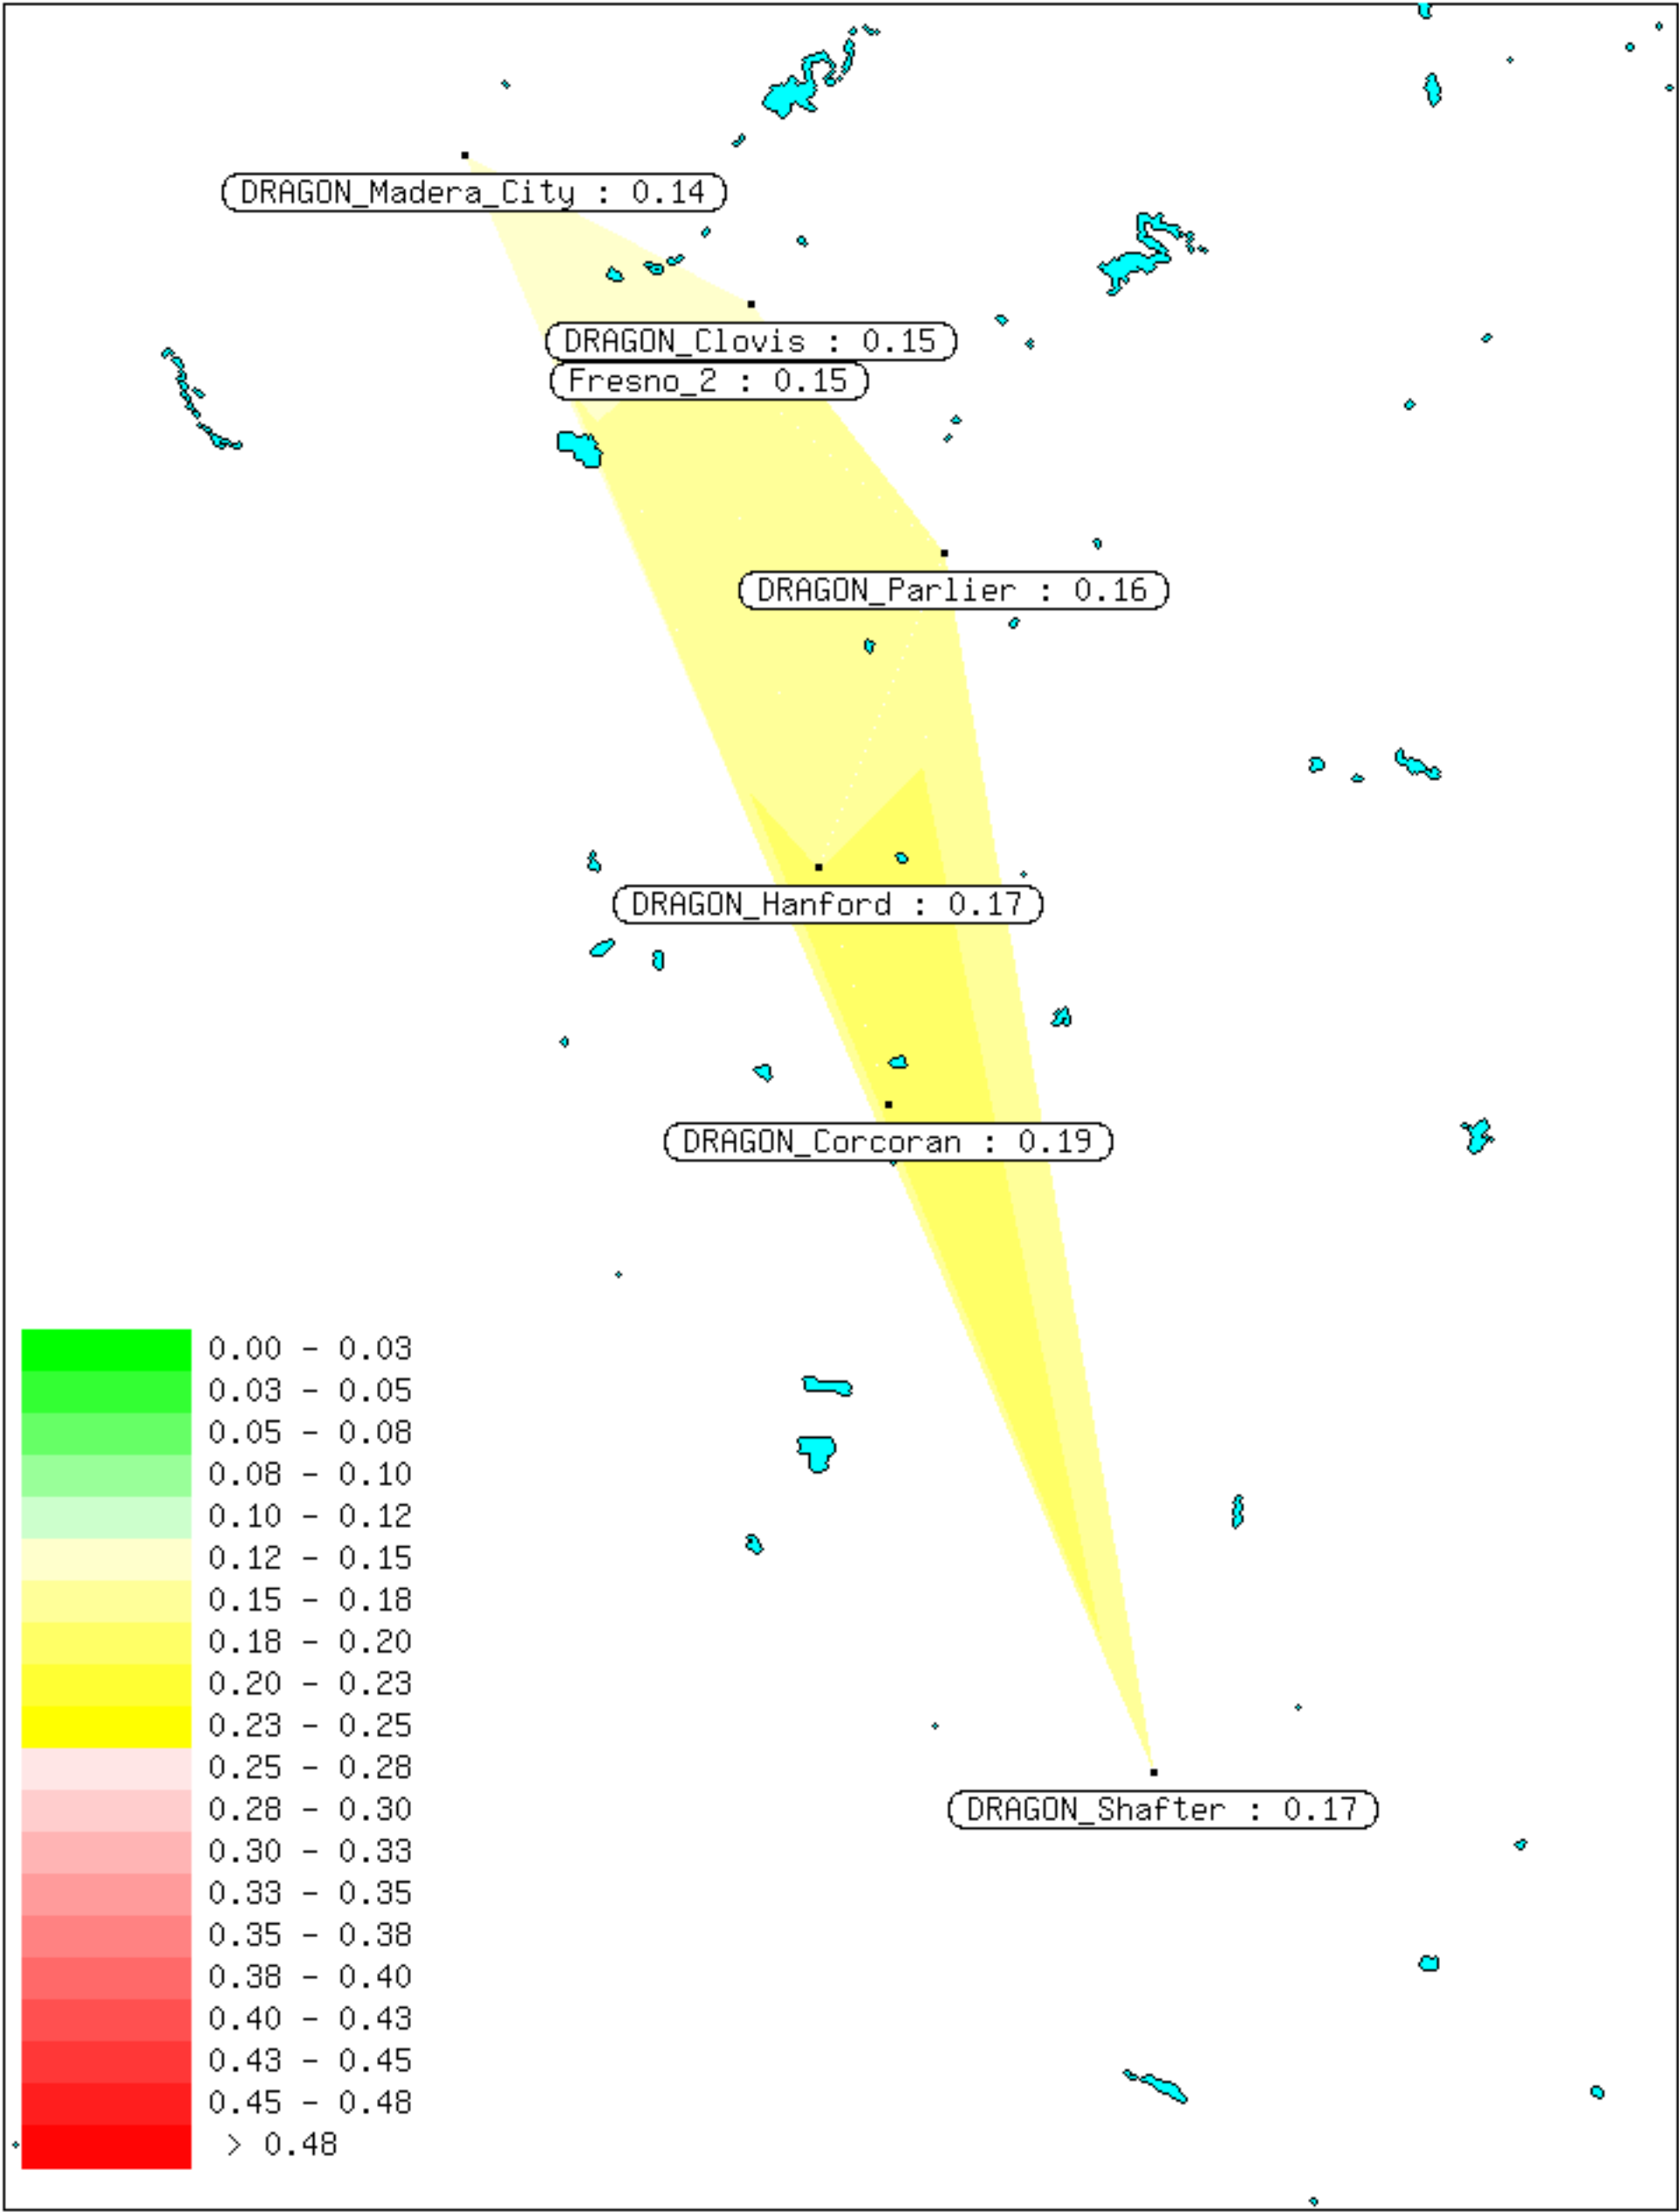 DRAGON_Madera_City : 0.14
DRAGON_Clovis : 0.15
Fresno_2 : 0.15
DRAGON_Parlier : 0.16
DRAGON_Hanford : 0.17
DRAGON_Corcoran : 0.19
0.00 - 0.03
0.03 - 0.05
0.05 - 0.08
0.08 - 0.10
0.10 - 0.12
0.12 - 0.15
0.15 - 0.18
0.18 - 0.20
0.20 - 0.23
0.23 - 0.25
0.25 - 0.28
0.28 - 0.30
0.30 - 0.33
0.33 - 0.35
0.35 - 0.38
0.38 - 0.40
0.40 - 0.43
0.43 - 0.45
0.45 - 0.48
> 0.48
DRAGON_Shafter : 0.17